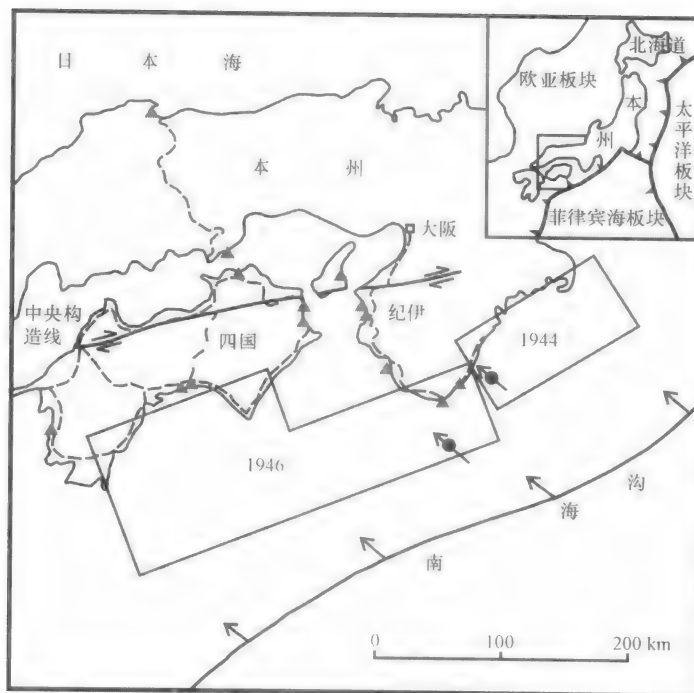 日 本 海
本 州
大阪
中央构
造线
四国
纪伊
1944
1946
南 海 沟
0 100 200 km
北海道
欧亚板块
本
州
太平洋板块
菲律宾海板块